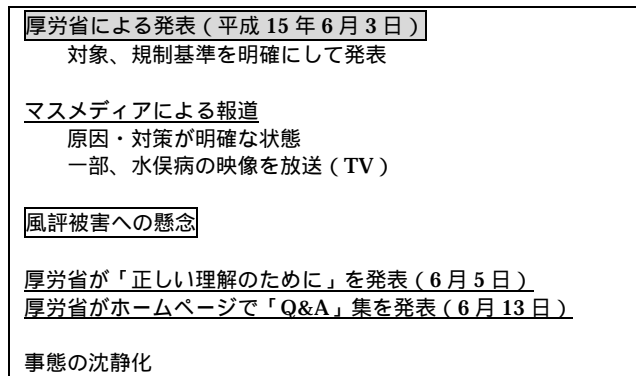 厚労省による発表（平成 15 年 6 月 3 日）
対象、規制基準を明確にして発表
マスメディアによる報道
原因・対策が明確な状態
一部、水俣病の映像を放送（TV）
風評被害への懸念
厚労省が「正しい理解のために」を発表（6 月 5 日）
厚労省がホームページで「Q&A」集を発表（6 月 13 日）
事態の沈静化